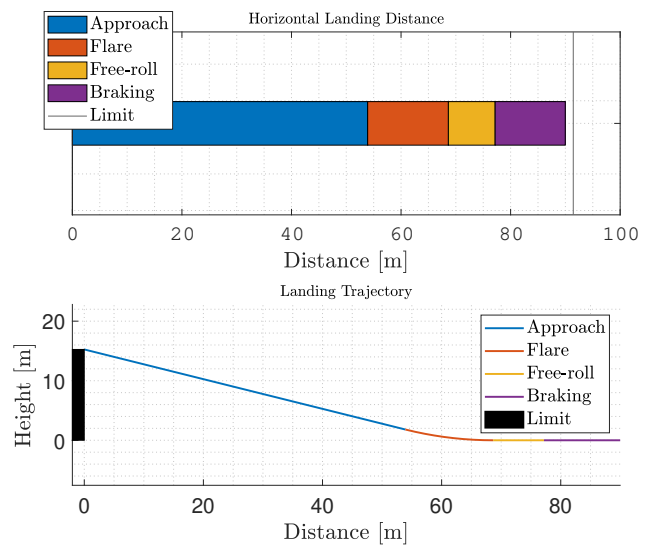 Horizontal Landing Distance
Approach
Flare
Free-roll
Braking
Limit
0 20 40 60 80 100
Distance [m]
Landing Trajectory
20
10
0
Height [m]
Approach
Flare
Free-roll
Braking
Limit
0 20 40 60 80
Distance [m]